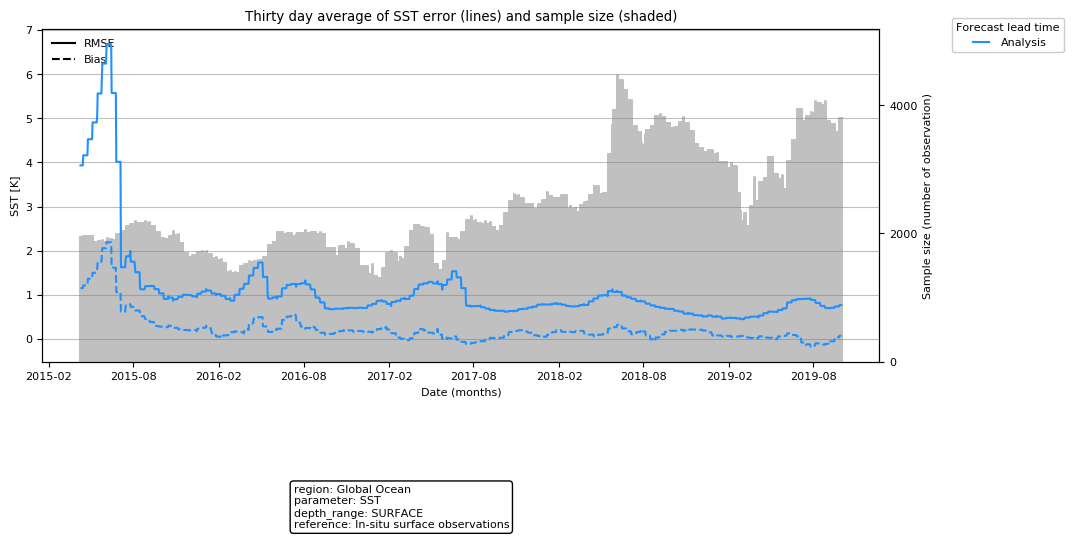 Thirty day average of SST error (lines) and sample size (shaded)
Forecast lead time
Analysis
RMSE
Bias
7
6
5
4
3
2
1
0
SST [K]
4000
2000
0
Sample size (number of observation)
2015-02 2015-08 2016-02 2016-08 2017-02 2017-08 2018-02 2018-08 2019-02 2019-08
Date (months)
region: Global Ocean
parameter: SST
depth_range: SURFACE
reference: In-situ surface observations